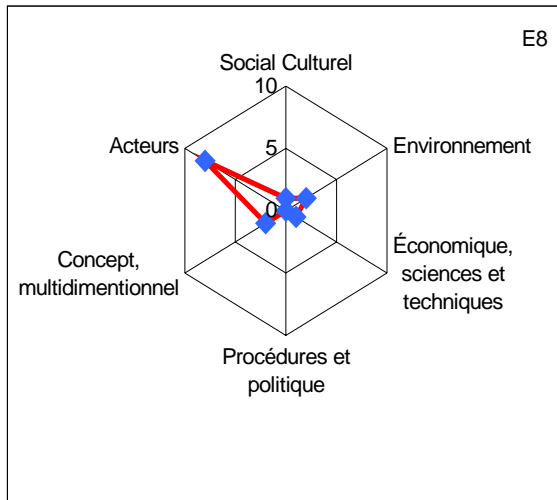 E8
Social Culturel
10
Acteurs
5
Environnement
0
Concept,
multidimentionnel
Économique,
sciences et
techniques
Procédures et
politique